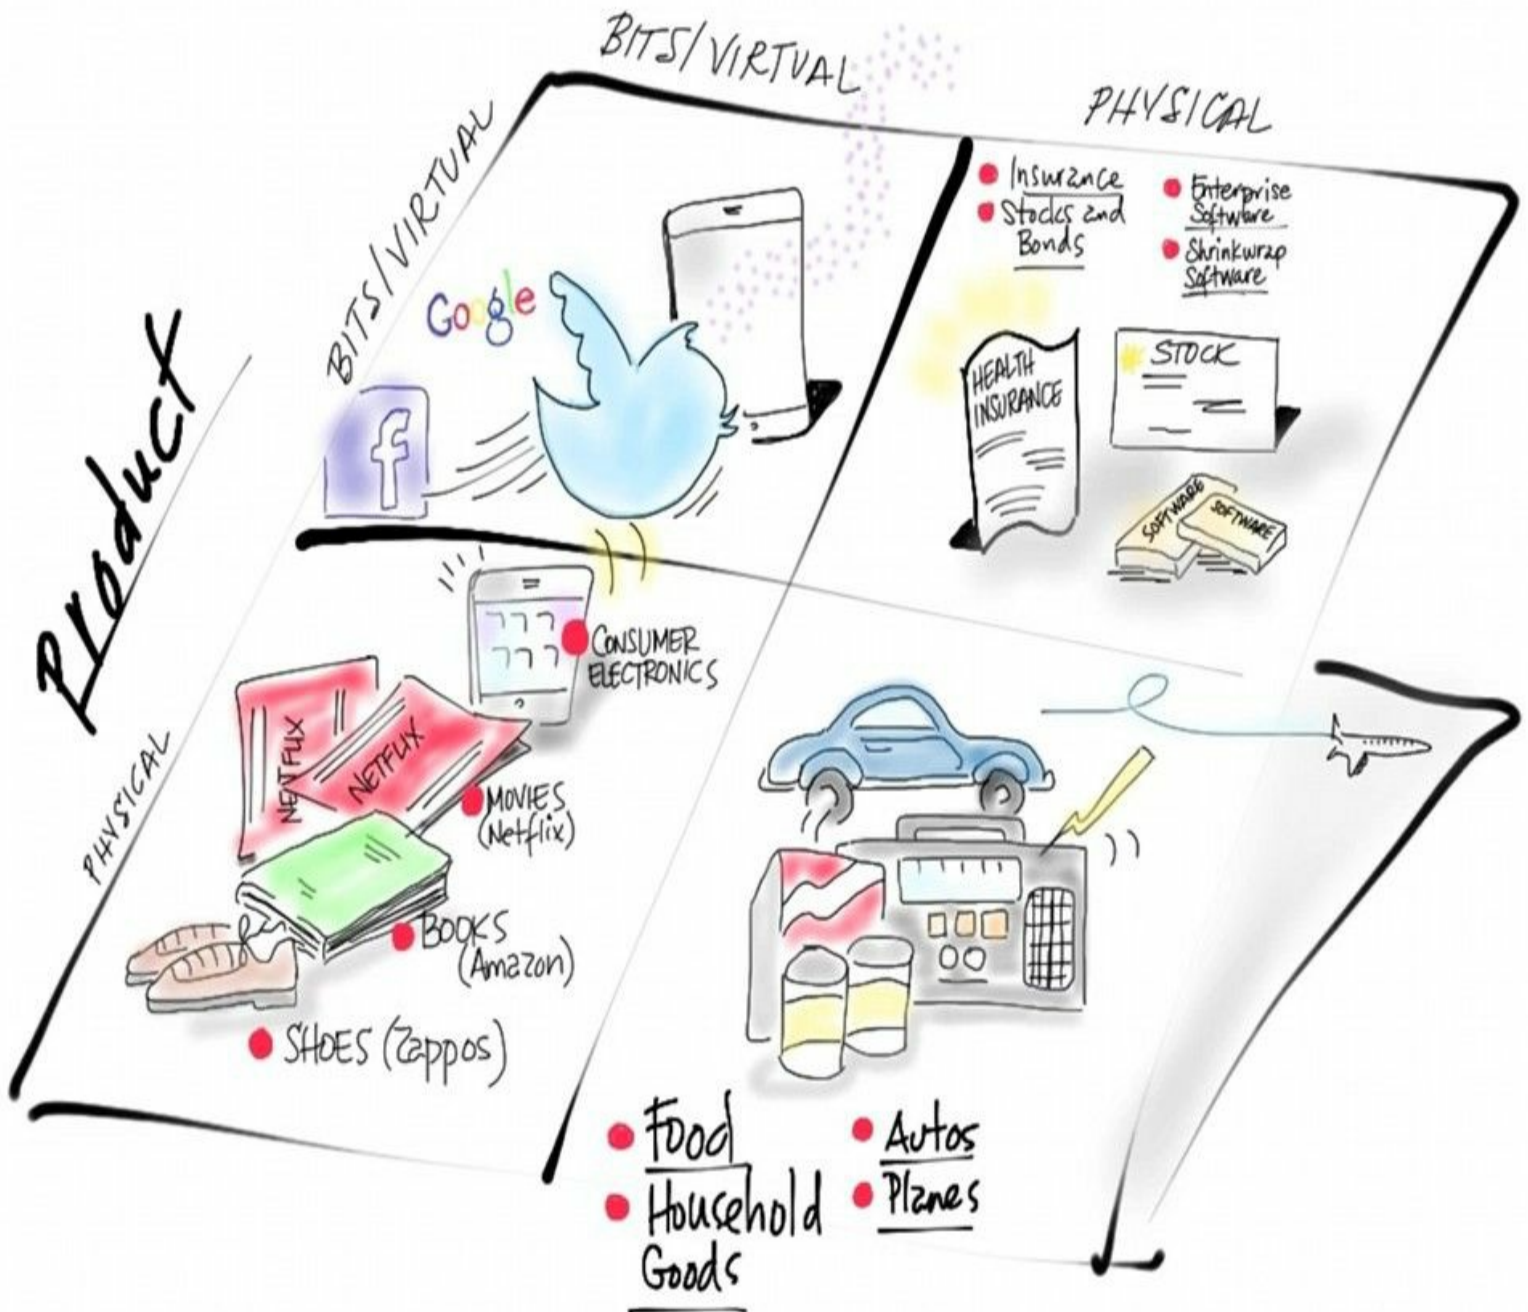 BITS/VIRTUAL
PHYSICAL
BITS/VIRTUAL
Product
PHYSICAL
Google
f
Insurance
Stocks and
Bonds
Enterprise
Software
Shrinkwrap
Software
HEALTH
INSURANCE
STOCK
SOFTWARE
SOFTWARE
CONSUMER
ELECTRONICS
NETFLIX
NETFLIX
MOVIES
(Netflix)
BOOKS
(Amazon)
SHOES (Zappos)
Food
Household
Goods
Autos
Planes